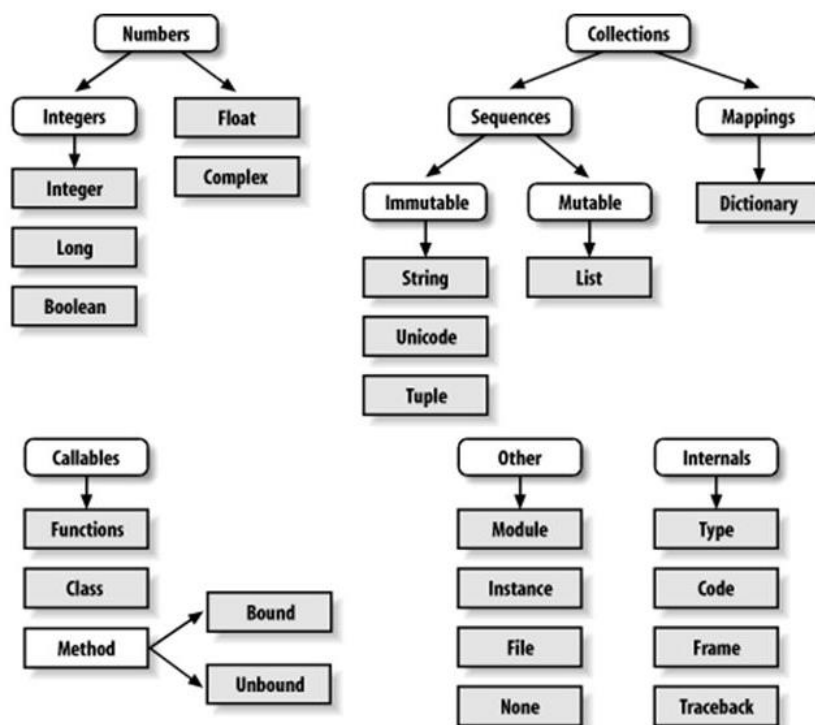 Numbers
Collections
Integers
Float
Sequences
Mappings
Integer
Complex
Immutable
Mutable
Dictionary
Long
String
List
Boolean
Unicode
Tuple
Callables
Other
Internals
Functions
Module
Type
Class
Bound
Instance
Code
Method
File
Frame
Unbound
None
Traceback